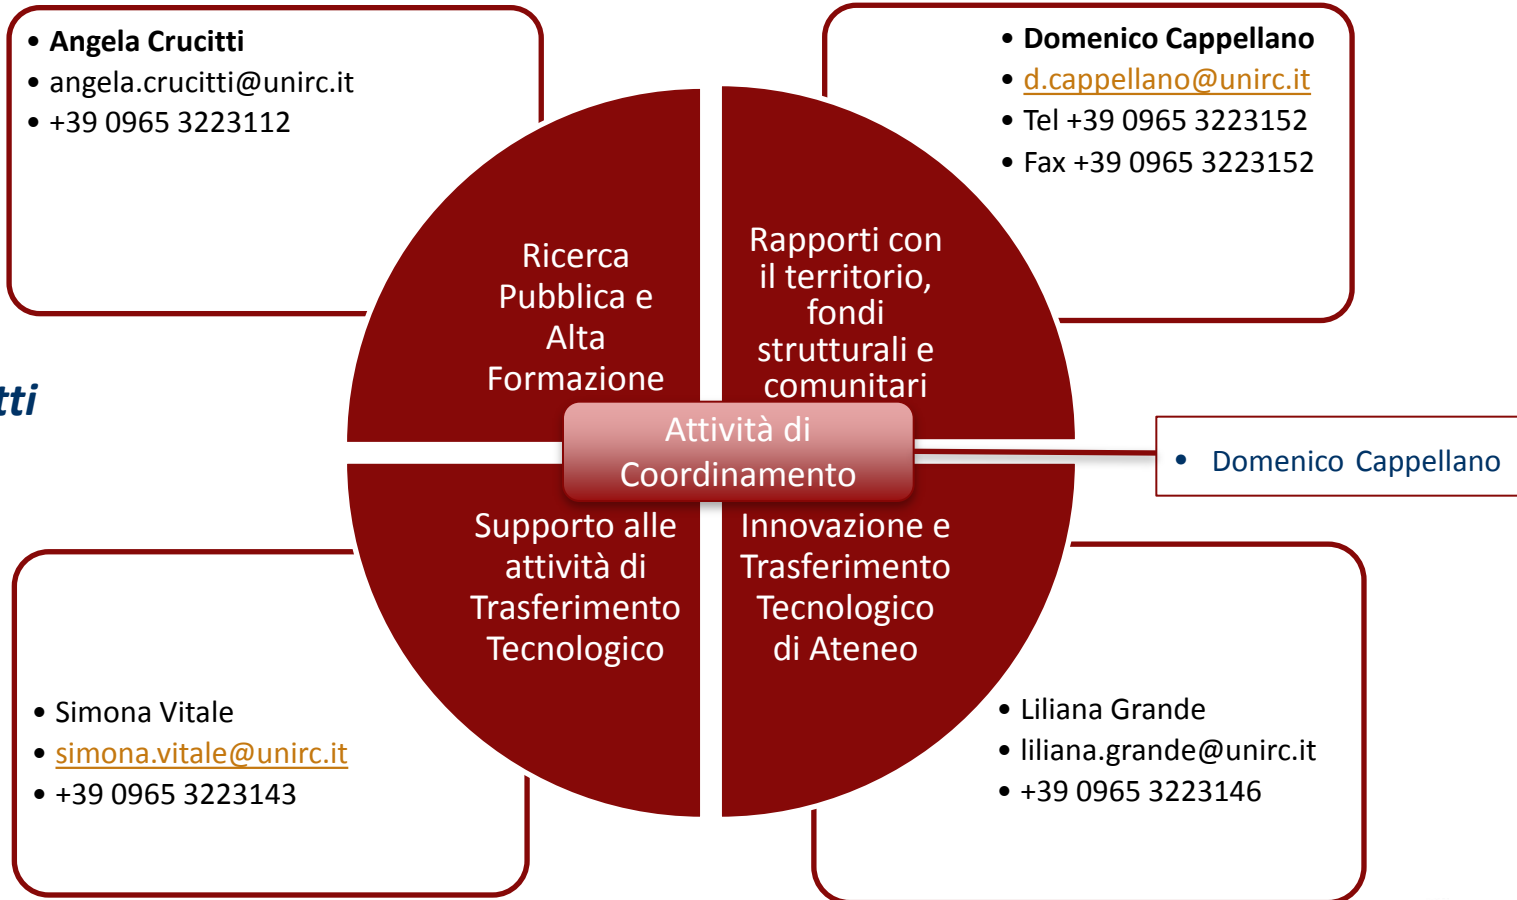 • Angela Crucitti
• angela.crucitti@unirc.it
• +39 0965 3223112
• Domenico Cappellano
• d.cappellano@unirc.it
• Tel +39 0965 3223152
• Fax +39 0965 3223152
Ricerca
Pubblica e
Alta
Formazione
Rapporti con
il territorio,
fondi
strutturali e
comunitari
tti
Attività di
Coordinamento
• Domenico Cappellano
Supporto alle
attività di
Trasferimento
Tecnologico
Innovazione e
Trasferimento
Tecnologico
di Ateneo
• Simona Vitale
• simona.vitale@unirc.it
• +39 0965 3223143
• Liliana Grande
• liliana.grande@unirc.it
• +39 0965 3223146